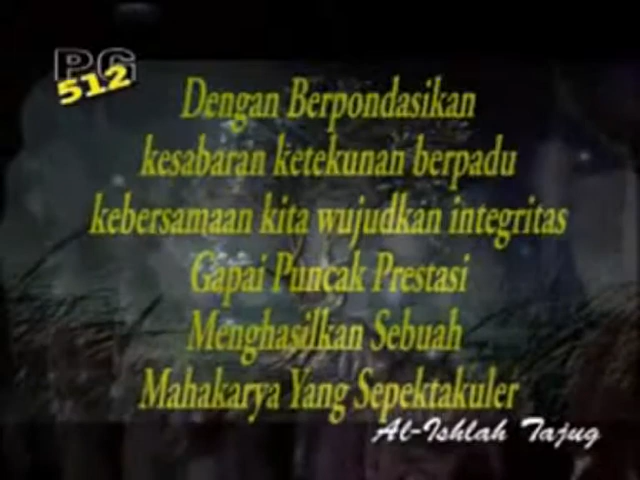 PG
512
Dengan Berpondasikan
kesabaran ketekunan berpadu
kebersamaan kita wujudkan integritas
Gapai Puncak Prestasi
Menghasilkan Sebuah
Mahakarya Yang Sepektakuler
Al-Ishlah Tajug